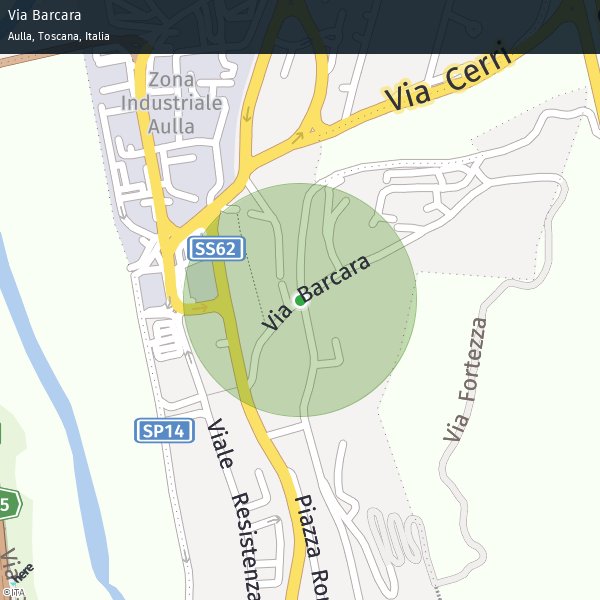 Via Barcara
Aulla, Toscana, Italia
Zona
Industriale
Aulla
Via Cerri
SS62
Via Barcara
Via Fortezza
SP14
Viale Resistenza
Piazza Ro
5
Via
here
©ITA